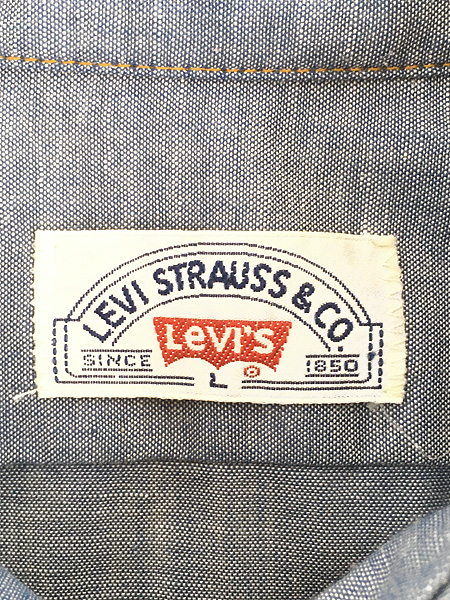 LEVI STRAUSS & CO.
LEVI'S
SINCE
L ®
1850